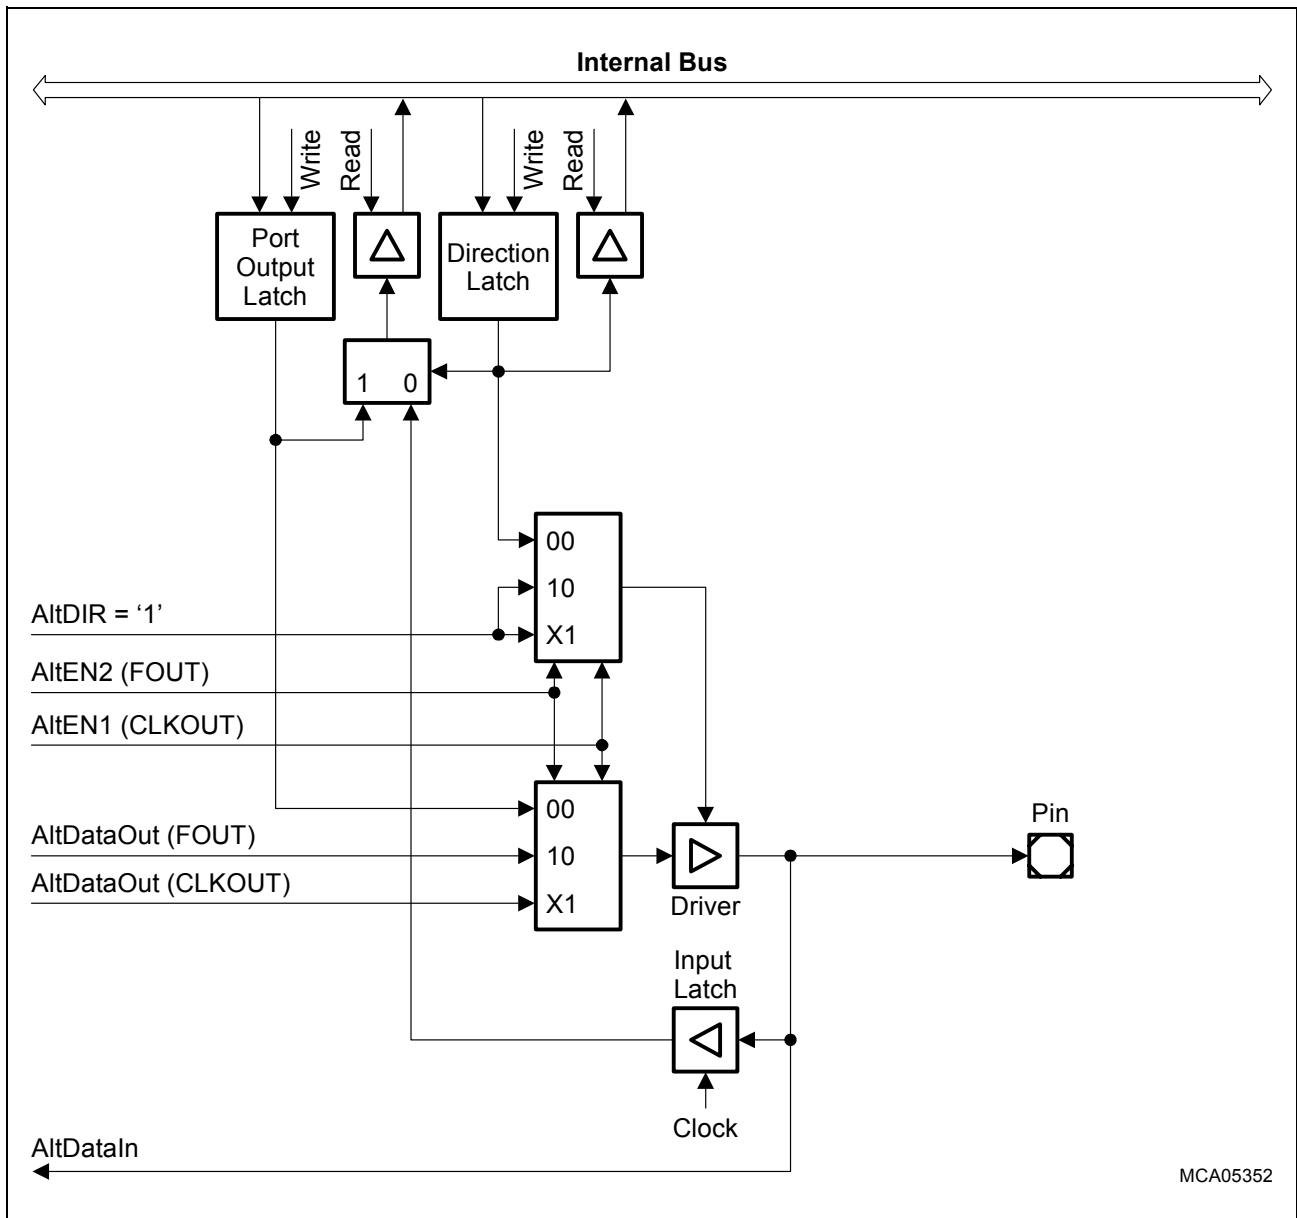 Internal Bus
Write
Read
Write
Read
Port
Output
Latch
Direction
Latch
1 0
00
10
X1
AltDIR = ‘1’
AltEN2 (FOUT)
AltEN1 (CLKOUT)
00
10
X1
AltDataOut (FOUT)
AltDataOut (CLKOUT)
Driver
Pin
Input
Latch
Clock
AltDataIn
MCA05352